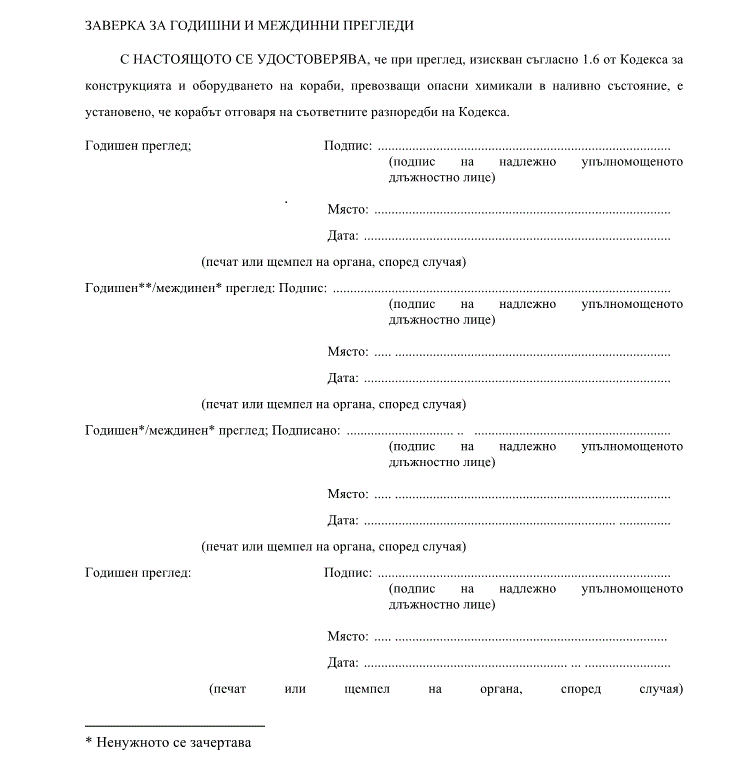 ЗАВЕРКА ЗА ГОДИШНИ И МЕЖДИННИ ПРЕГЛЕДИ
С НАСТОЯЩОТО СЕ УДОСТОВЕРЯВА, че при преглед, изискван съгласно 1.6 от Кодекса за
конструкцията и оборудването на кораби, превозващи опасни химикали в наливно състояние, е
установено, че корабът отговаря на съответните разпоредби на Кодекса.
Годишен преглед; Подпис: .....................................................................................
(подпис на надлежно упълномощеното
длъжностно лице)
Място: .....................................................................................
Дата: ........................................................................................
(печат или щемпел на органа, според случая)
Годишен**/междинен* преглед: Подпис: .................................................................................................
(подпис на надлежно упълномощеното
длъжностно лице)
Място: ..... ...............................................................................
Дата: ........................................................................................
(печат или щемпел на органа, според случая)
Годишен*/междинен* преглед; Подписано: ............................... .. .........................................................
(подпис на надлежно упълномощеното
длъжностно лице)
Място: ..... ...............................................................................
Дата: ......................................................................... ...............
(печат или щемпел на органа, според случая)
Годишен преглед: Подпис: .....................................................................................
(подпис на надлежно упълномощеното
длъжностно лице)
Място: ..... ..............................................................................
Дата: ........................................................... ... .........................
(печат или щемпел на органа, според случая)
* Ненужното се зачертава